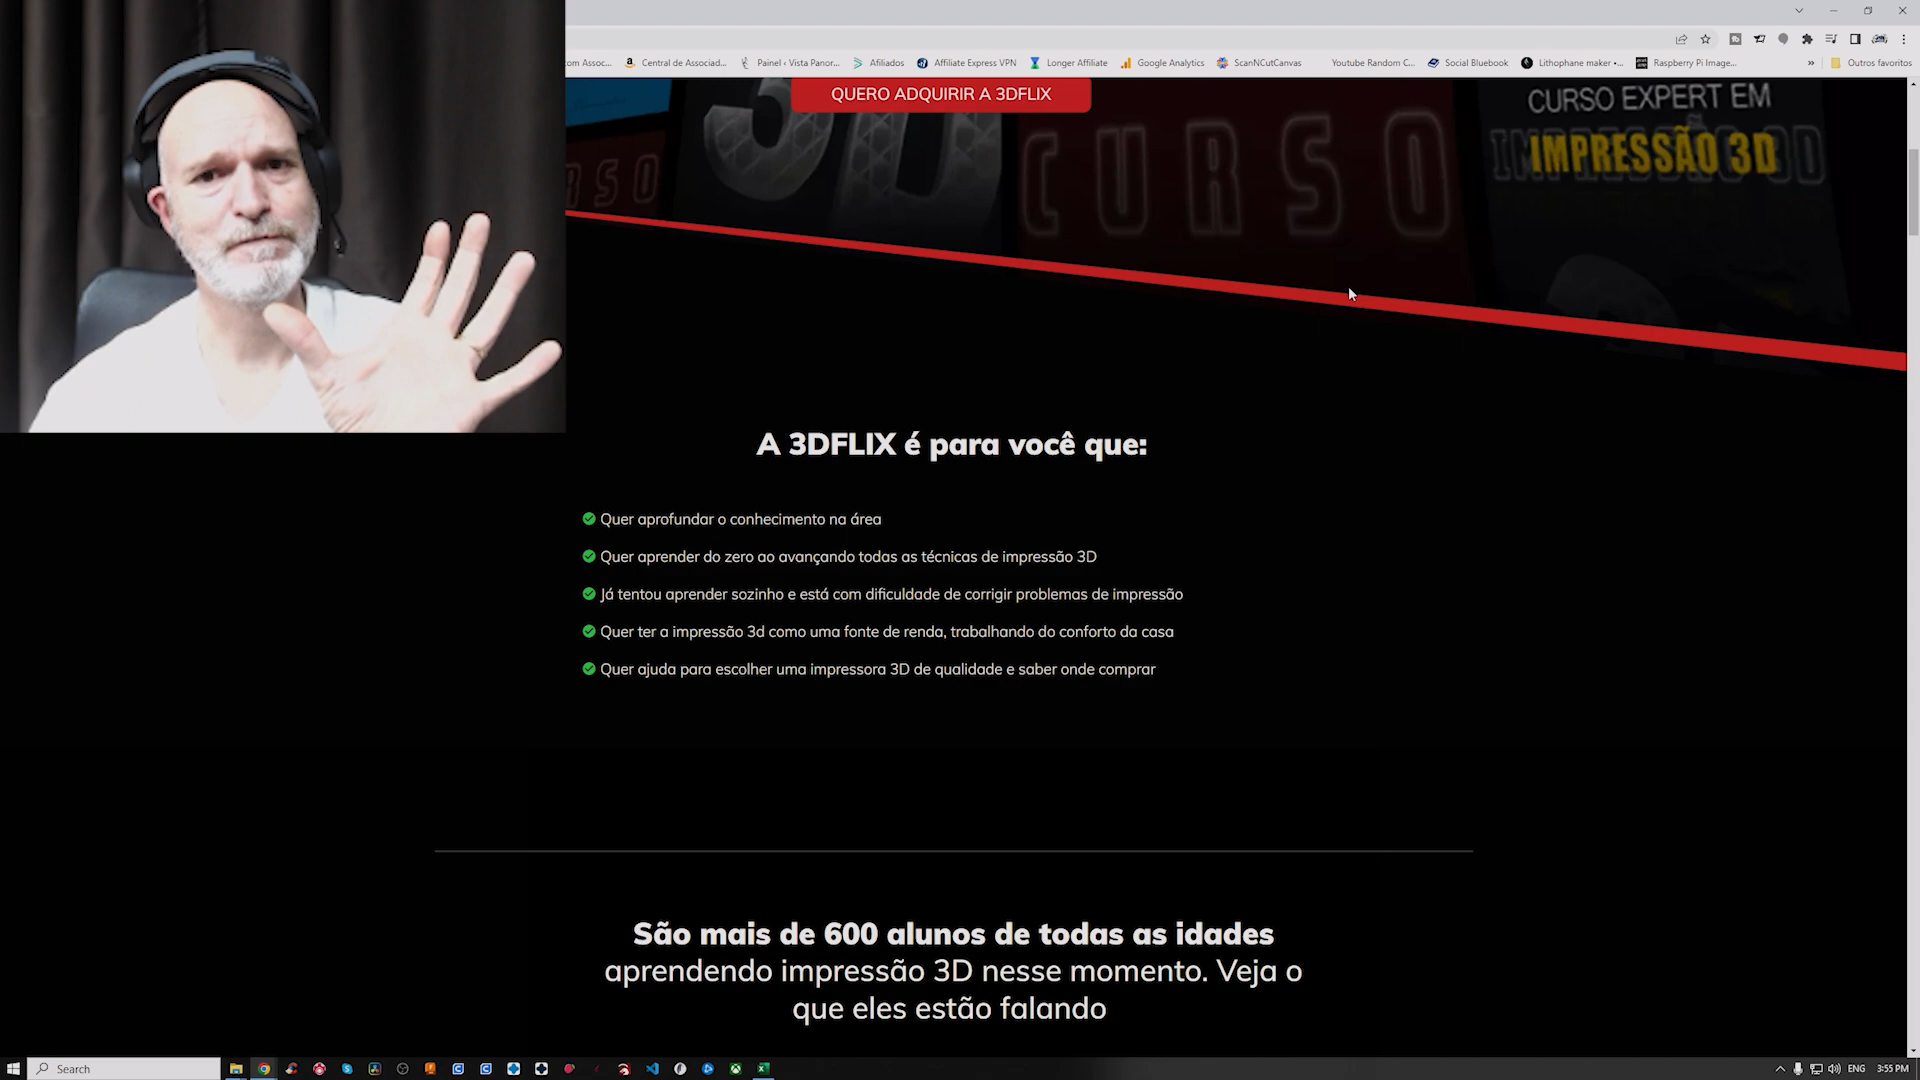 com Assoc...
Central de Associad...
Painel ‹ Vista Panor...
Afiliados
Affiliate Express VPN
Longer Affiliate
Google Analytics
ScanNCutCanvas
Youtube Random C...
Social Bluebook
Lithophane maker •...
Raspberry Pi Image...
»
Outros favoritos
QUERO ADQUIRIR A 3DFLIX
RSO
3D
CURSO
CURSO EXPERT EM
IMPRESSÃO 3D
A 3DFLIX é para você que:
Quer aprofundar o conhecimento na área
Quer aprender do zero ao avançando todas as técnicas de impressão 3D
Já tentou aprender sozinho e está com dificuldade de corrigir problemas de impressão
Quer ter a impressão 3d como uma fonte de renda, trabalhando do conforto da casa
Quer ajuda para escolher uma impressora 3D de qualidade e saber onde comprar
São mais de 600 alunos de todas as idades
aprendendo impressão 3D nesse momento. Veja o
que eles estão falando
Search
ENG
3:55 PM